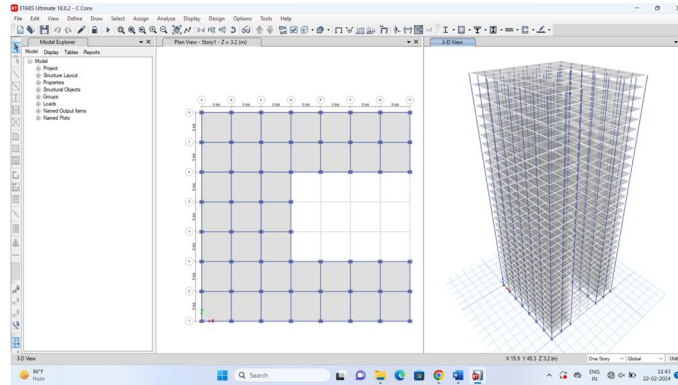 ETABS Ultimate 18.0.2 - C Conv
File Edit View Define Draw Select Assign Analyze Display Design Options Tools Help
Model Explorer
Plan View - Story1 - Z = 3.2 (m)
3-D View
Model Display Tables Reports
Model
Project
Structure Layout
Properties
Structural Objects
Groups
Loads
Named Output Items
Named Plots
3-D View
X 15.9 Y 45.3 Z 3.2 (m)
One Story
Global
86°F
Haze
Search
ENG
IN
11:43
22-02-2024